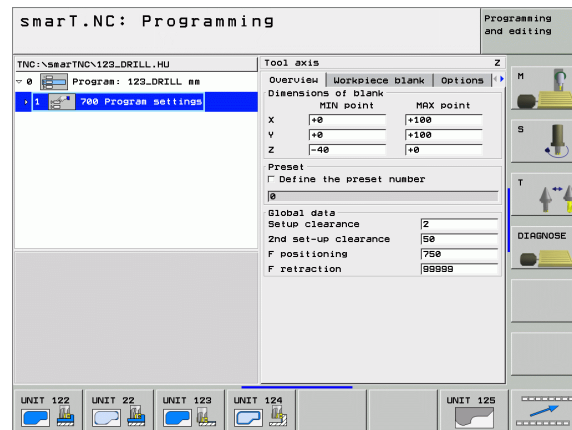 smarT.NC: Programming
Programming
and editing
TNC:\smarTNC\123_DRILL.HU
0 Program: 123_DRILL mm
1 700 Program settings
Tool axis Z
Overview Workpiece blank Options
Dimensions of blank
MIN point MAX point
X +0 +100
Y +0 +100
Z -40 +0
Preset
Define the preset number
0
Global data
Setup clearance 2
2nd set-up clearance 50
F positioning 750
F retraction 99999
M
S
T
DIAGNOSE
UNIT 122
UNIT 22
UNIT 123
UNIT 124
UNIT 125